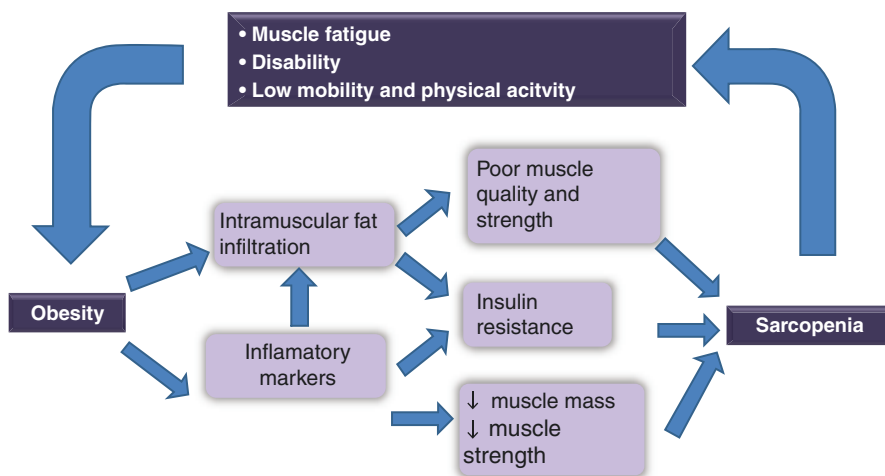 • Muscle fatigue
• Disability
• Low mobility and physical acitvity
Poor muscle
quality and
strength
Intramuscular fat
infiltration
Obesity
Insulin
resistance
Sarcopenia
Inflamatory
markers
↓ muscle mass
↓ muscle
strength